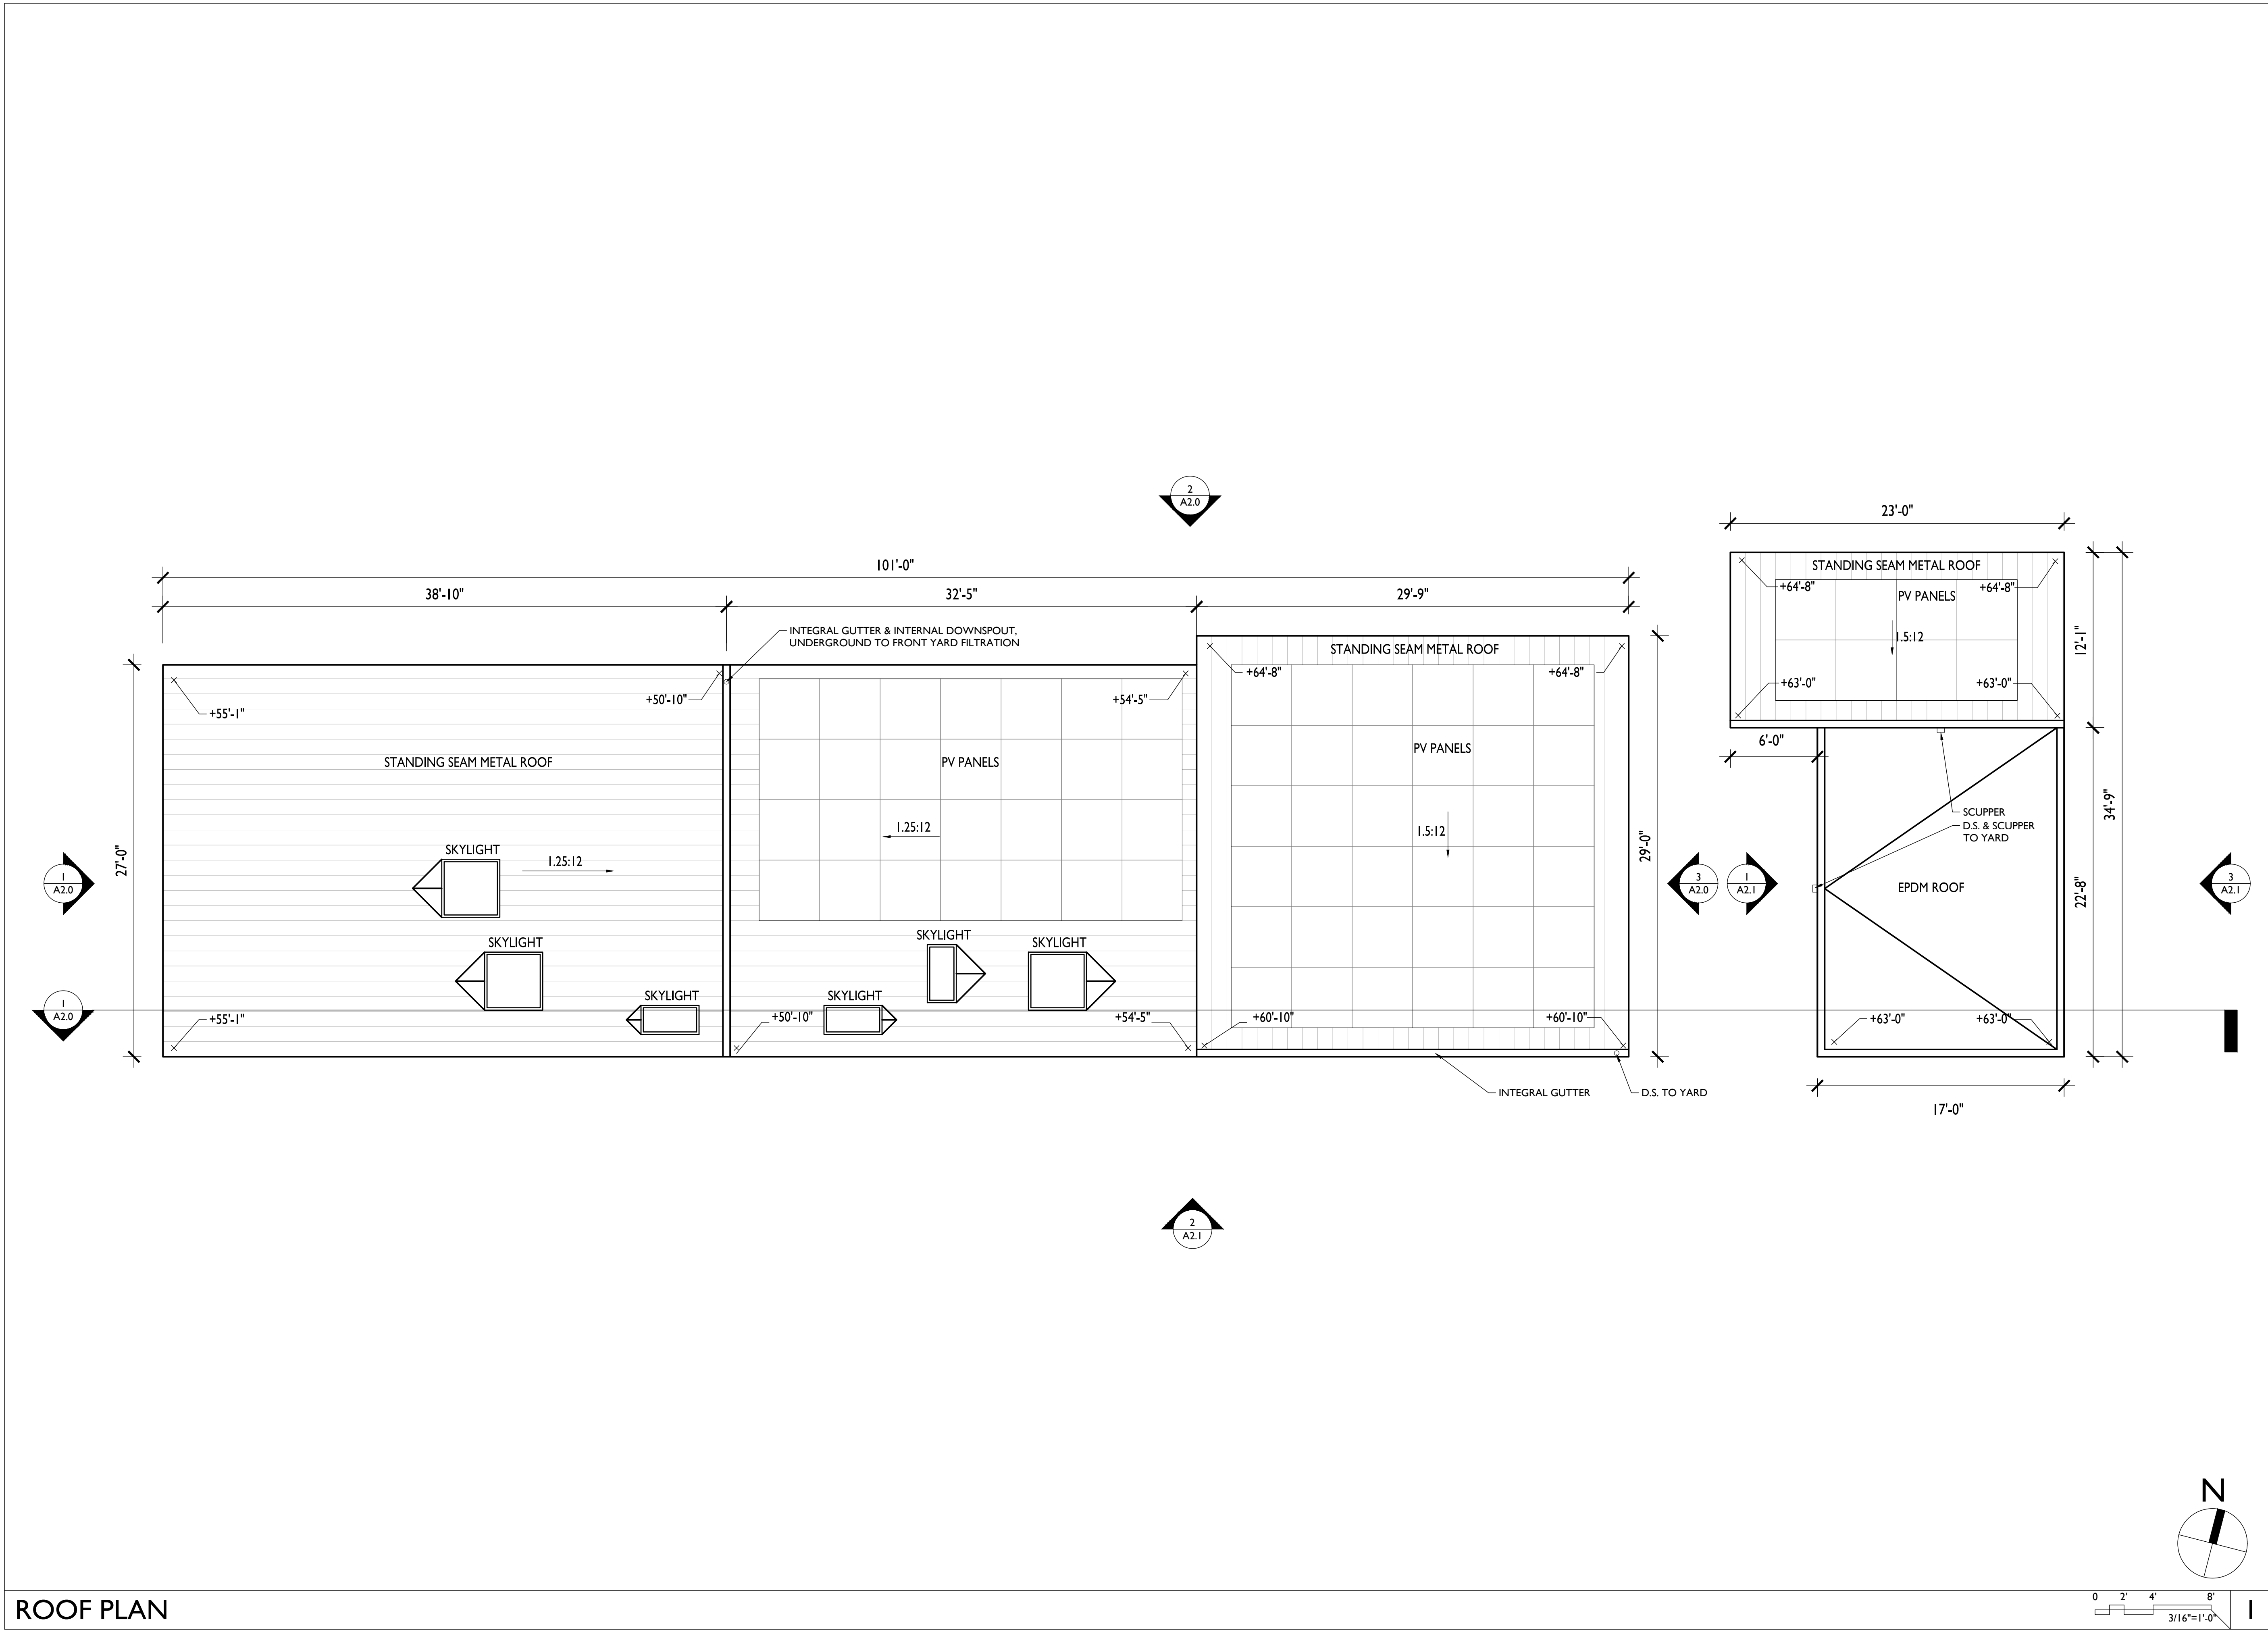 2
A2.0
23'-0"
101'-0"
38'-10"
32'-5"
29'-9"
STANDING SEAM METAL ROOF
+64'-8"
+64'-8"
PV PANELS
1.5:12
12'-1"
+63'-0"
+63'-0"
INTEGRAL GUTTER & INTERNAL DOWNSPOUT,
UNDERGROUND TO FRONT YARD FILTRATION
STANDING SEAM METAL ROOF
+64'-8"
+64'-8"
+55'-1"
+50'-10"
+54'-5"
6'-0"
STANDING SEAM METAL ROOF
PV PANELS
PV PANELS
34'-9"
SCUPPER
D.S. & SCUPPER
TO YARD
1.25:12
1.5:12
27'-0"
SKYLIGHT
1.25:12
29'-0"
1
A2.0
3
A2.0
1
A2.1
EPDM ROOF
22'-8"
3
A2.1
SKYLIGHT
SKYLIGHT
SKYLIGHT
SKYLIGHT
SKYLIGHT
1
A2.0
+55'-1"
+50'-10"
+54'-5"
+60'-10"
+60'-10"
+63'-0"
+63'-0"
INTEGRAL GUTTER
D.S. TO YARD
17'-0"
2
A2.1
N
ROOF PLAN
0 2' 4' 8'
3/16"=1'-0"
1